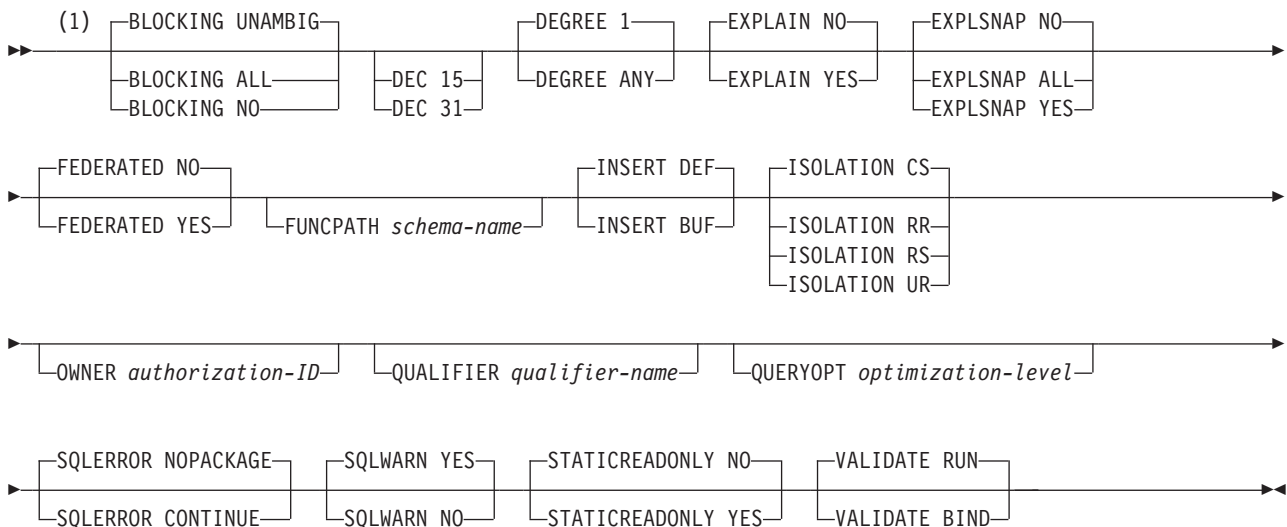 (1) BLOCKING UNAMBIG DEGREE 1 EXPLAIN NO EXPLSNAP NO
BLOCKING ALL DEC 15 DEGREE ANY EXPLAIN YES EXPLSNAP ALL
BLOCKING NO DEC 31 EXPLSNAP YES
FEDERATED NO INSERT DEF ISOLATION CS
FEDERATED YES FUNCPATH schema-name INSERT BUF ISOLATION RR
ISOLATION RS
ISOLATION UR
OWNER authorization-ID QUALIFIER qualifier-name QUERYOPT optimization-level
SQLERROR NOPACKAGE SQLWARN YES STATICREADONLY NO VALIDATE RUN
SQLERROR CONTINUE SQLWARN NO STATICREADONLY YES VALIDATE BIND